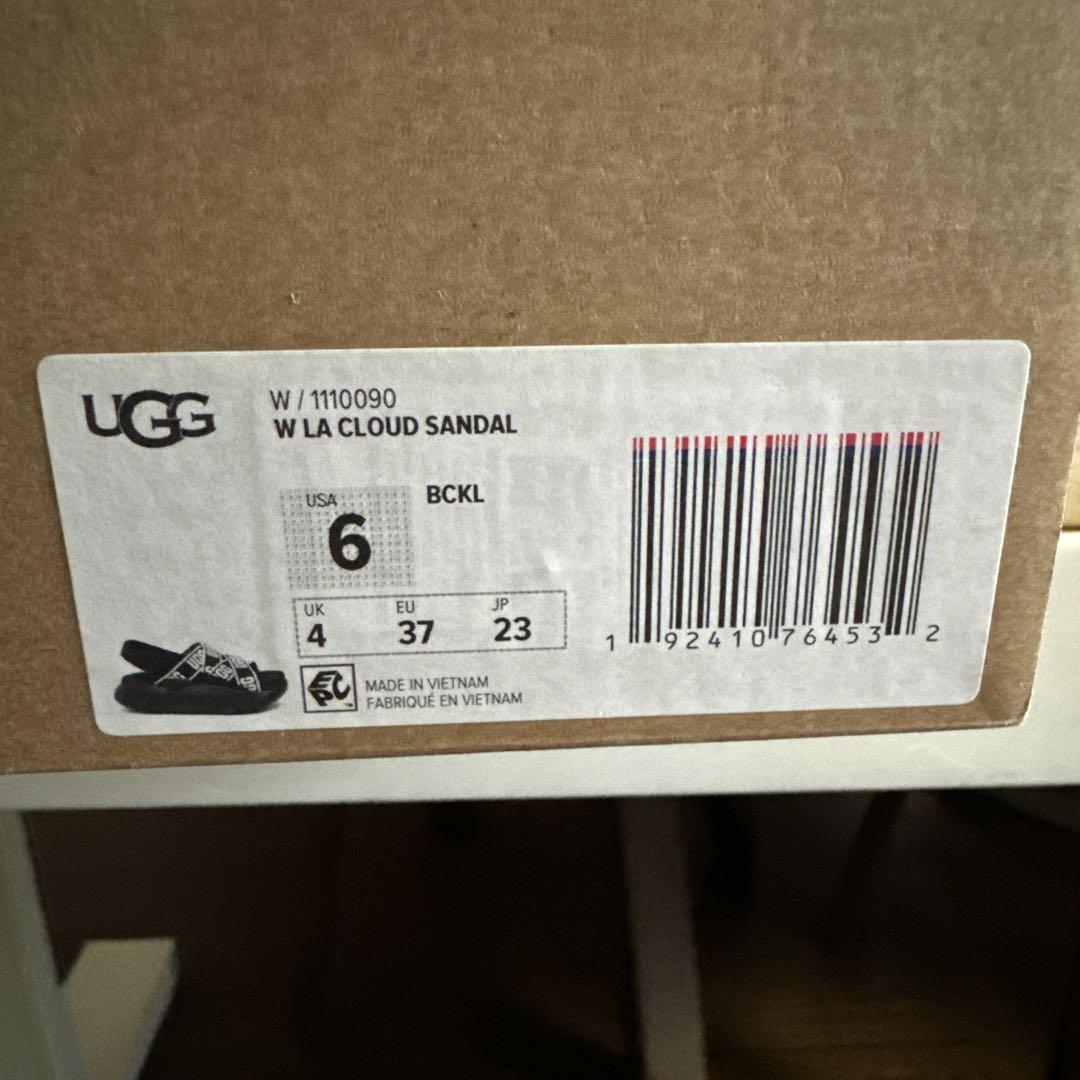 UGG
W / 1110090
W LA CLOUD SANDAL
USA
6
BCKL
UK EU JP
4 37 23
EPC
MADE IN VIETNAM
FABRIQUÉ EN VIETNAM
1 92410 76453 2